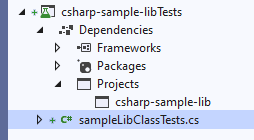 csharp-sample-libTests
Dependencies
Frameworks
Packages
Projects
csharp-sample-lib
C# sampleLibClassTests.cs